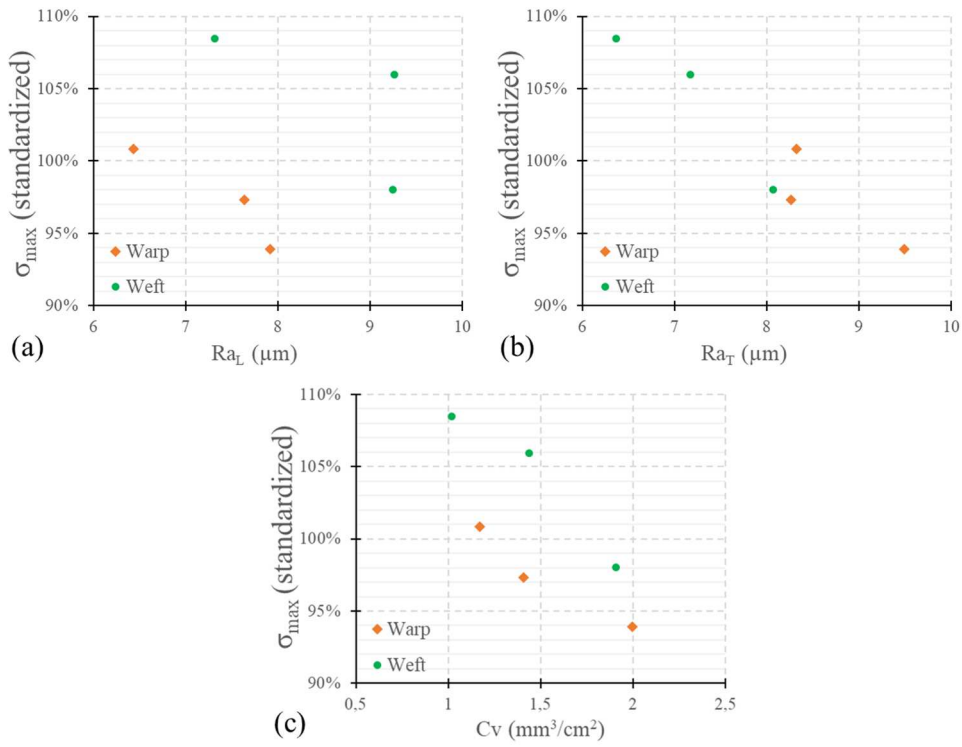 110%
105%
100%
95%
90%
σmax (standardized)
Warp
Weft
6 7 8 9 10
(a)
RaL (µm)
110%
105%
100%
95%
90%
σmax (standardized)
Warp
Weft
6 7 8 9 10
(b)
RaT (µm)
110%
105%
100%
95%
90%
σmax (standardized)
Warp
Weft
0,5 1 1,5 2 2,5
(c)
Cv (mm³/cm²)